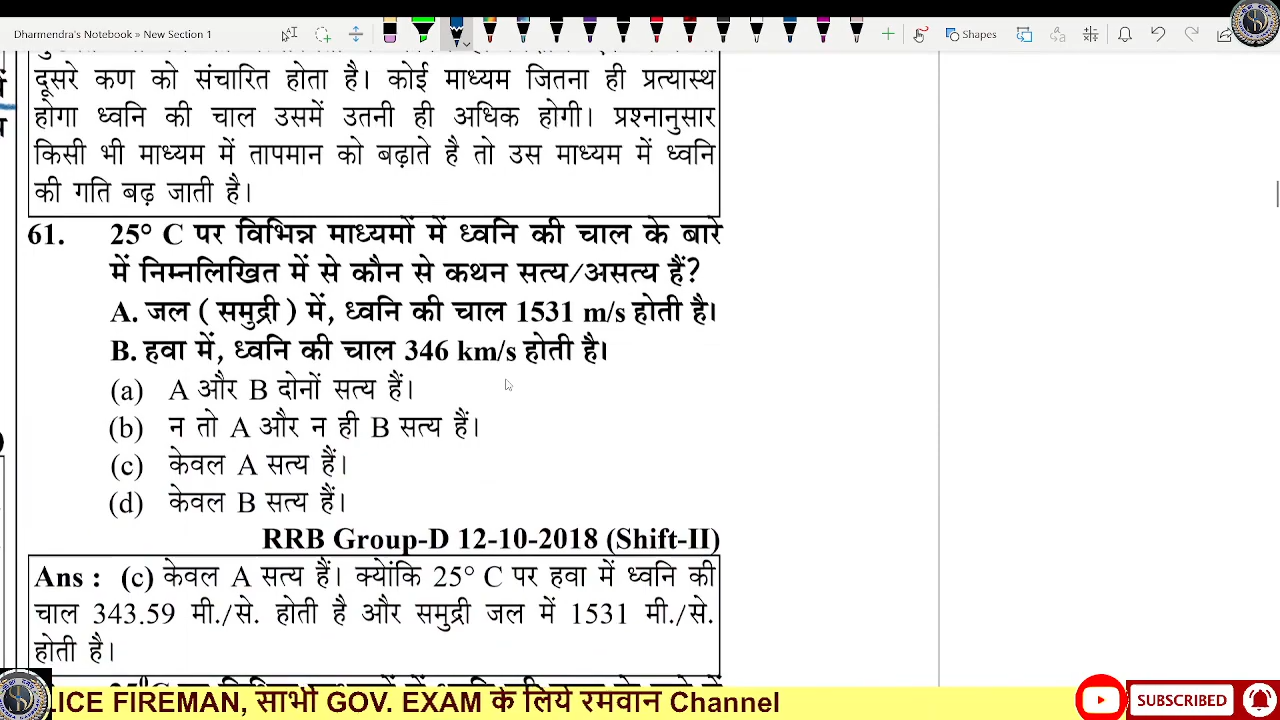 Dharmendra's Notebook » New Section 1
Shapes
दूसरे कण को संचारित होता है। कोई माध्यम जितना ही प्रत्यास्थ
होगा ध्वनि की चाल उसमें उतनी ही अधिक होगी। प्रश्नानुसार
किसी भी माध्यम में तापमान को बढ़ाते है तो उस माध्यम में ध्वनि
की गति बढ़ जाती है।
61. 25° C पर विभिन्न माध्यमों में ध्वनि की चाल के बारे
में निम्नलिखित में से कौन से कथन सत्य/असत्य हैं?
A. जल (समुद्री) में, ध्वनि की चाल 1531 m/s होती है।
B. हवा में, ध्वनि की चाल 346 km/s होती है।
(a) A और B दोनों सत्य हैं।
(b) न तो A और न ही B सत्य हैं।
(c) केवल A सत्य हैं।
(d) केवल B सत्य हैं।
RRB Group-D 12-10-2018 (Shift-II)
Ans : (c) केवल A सत्य हैं। क्योंकि 25° C पर हवा में ध्वनि की
चाल 343.59 मी./से. होती है और समुद्री जल में 1531 मी./से.
होती है।
LICE FIREMAN, साभी GOV. EXAM के लिये रमवान Channel
SUBSCRIBED